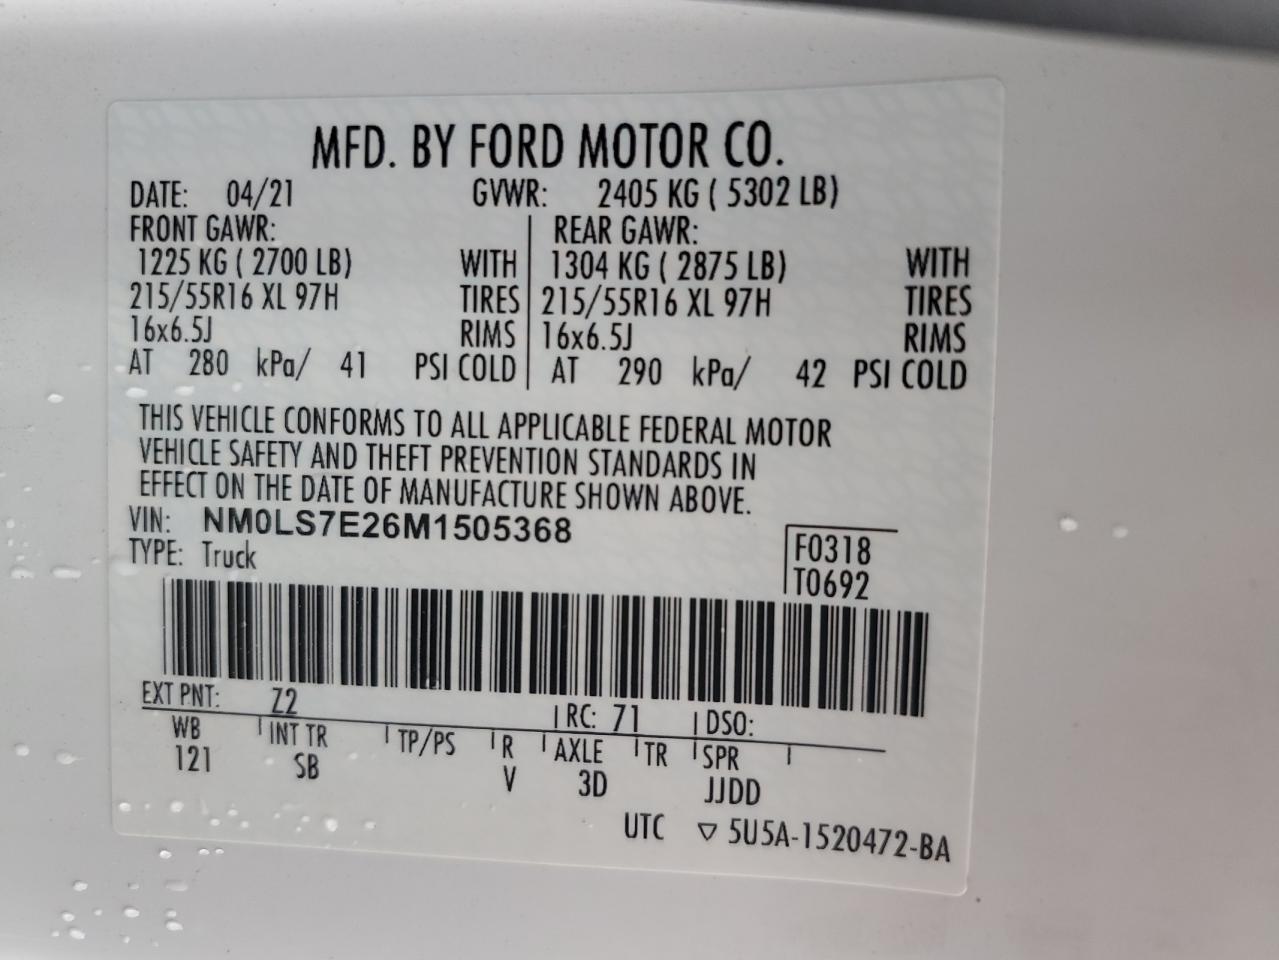 MFD. BY FORD MOTOR CO.
DATE: 04/21 GVWR: 2405 KG ( 5302 LB)
FRONT GAWR: REAR GAWR:
1225 KG ( 2700 LB) WITH 1304 KG ( 2875 LB) WITH
215/55R16 XL 97H TIRES 215/55R16 XL 97H TIRES
16x6.5J RIMS 16x6.5J RIMS
AT 280 kPa/ 41 PSI COLD AT 290 kPa/ 42 PSI COLD
THIS VEHICLE CONFORMS TO ALL APPLICABLE FEDERAL MOTOR
VEHICLE SAFETY AND THEFT PREVENTION STANDARDS IN
EFFECT ON THE DATE OF MANUFACTURE SHOWN ABOVE.
VIN: NM0LS7E26M1505368
TYPE: Truck
F0318
T0692
EXT PNT: Z2 RC: 71 DSO:
WB INT TR TP/PS R AXLE TR SPR
121 SB V 3D JJDD
UTC ▽ 5U5A-1520472-BA